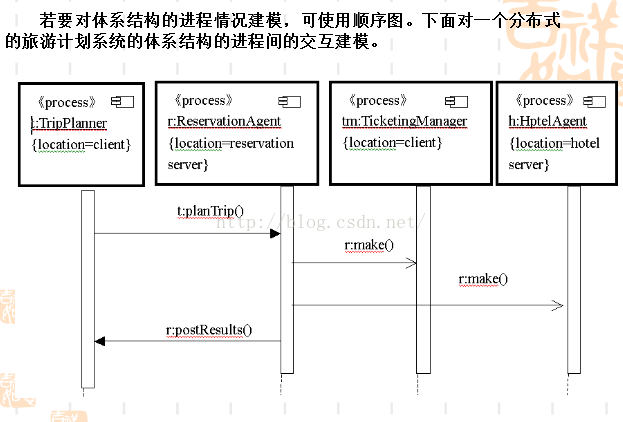 若要对体系结构的进程情况建模，可使用顺序图。下面对一个分布式
的旅游计划系统的体系结构的进程间的交互建模。
《process》
t:TripPlanner
{location=client}
《process》
r:ReservationAgent
{location=reservation
server}
《process》
tm:TicketingManager
{location=client}
《process》
h:HptelAgent
{location=hotel
server}
t:planTrip()
http://blog.csdn.net/
r:make()
r:make()
r:postResults()